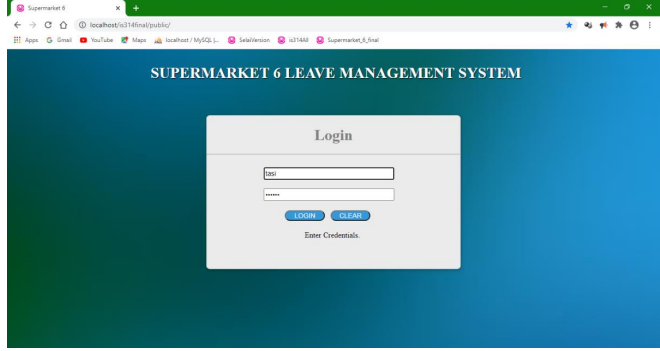 Supermarket 6
localhost/is314final/public/
Apps Gmail YouTube Maps localhost / MySQL |... SelaiVersion is314All Supermarket_6_final
SUPERMARKET 6 LEAVE MANAGEMENT SYSTEM
Login
tasi
••••••
LOGIN CLEAR
Enter Credentials.